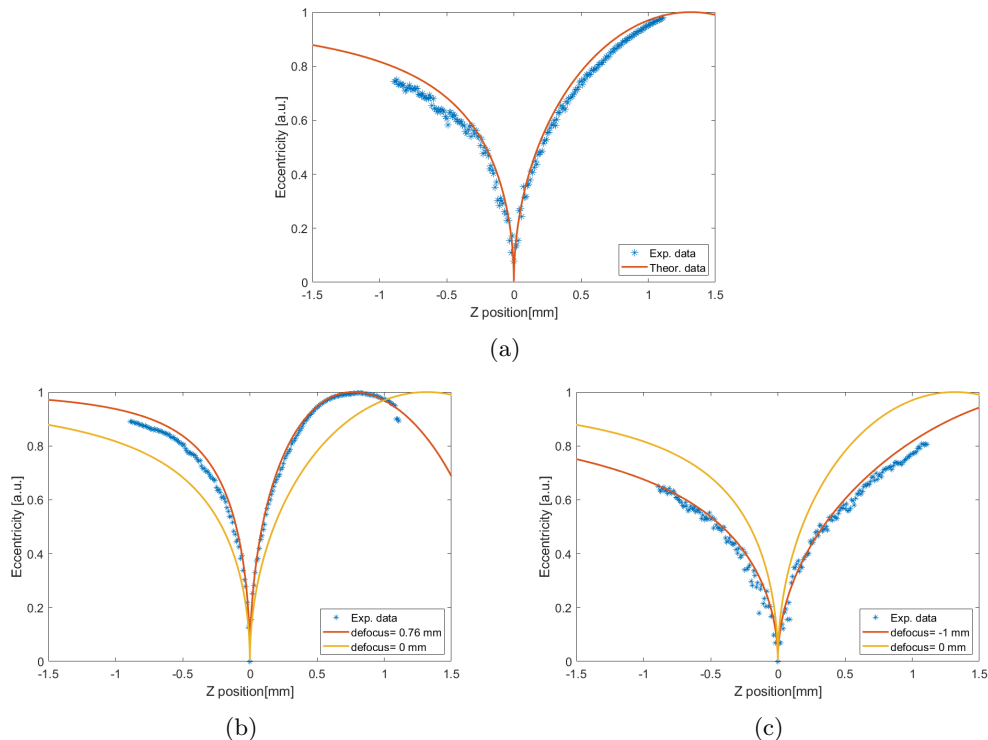 1
0.8
0.6
0.4
0.2
0
Eccentricity [a.u.]
-1.5 -1 -0.5 0 0.5 1 1.5
Z position[mm]
Exp. data
Theor. data
(a)
1
0.8
0.6
0.4
0.2
0
Eccentricity [a.u.]
-1.5 -1 -0.5 0 0.5 1 1.5
Z position[mm]
Exp. data
defocus= 0.76 mm
defocus= 0 mm
(b)
1
0.8
0.6
0.4
0.2
0
Eccentricity [a.u.]
-1.5 -1 -0.5 0 0.5 1 1.5
Z position[mm]
Exp. data
defocus= -1 mm
defocus= 0 mm
(c)